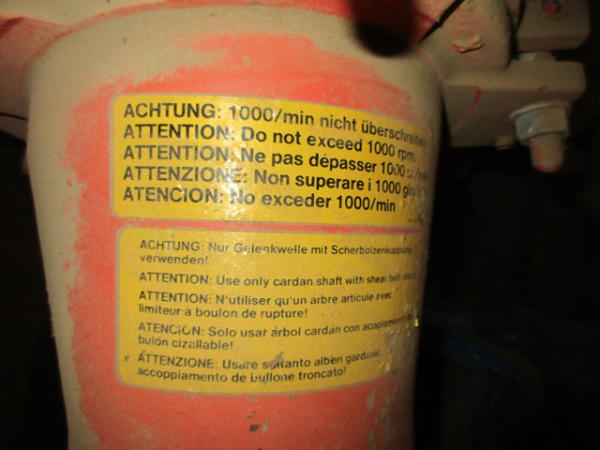 ACHTUNG: 1000/min nicht überschreiten
ATTENTION: Do not exceed 1000 rpm.
ATTENTION: Ne pas dépasser 1000
ATTENZIONE: Non superare i 1000
ATENCION: No exceder 1000/min
ACHTUNG: Nur Gelenkwelle mit Scherbolzenkupplung
verwenden!
ATTENTION: Use only cardan shaft with shear bolt
ATTENTION: N'utiliser qu'un arbre articulé avec
limiteur à boulon de rupture!
ATENCION: Sólo usar árbol cardán con
bulón cizallable!
ATTENZIONE: Usare soltanto alberi
accoppiamento de bullone troncato!